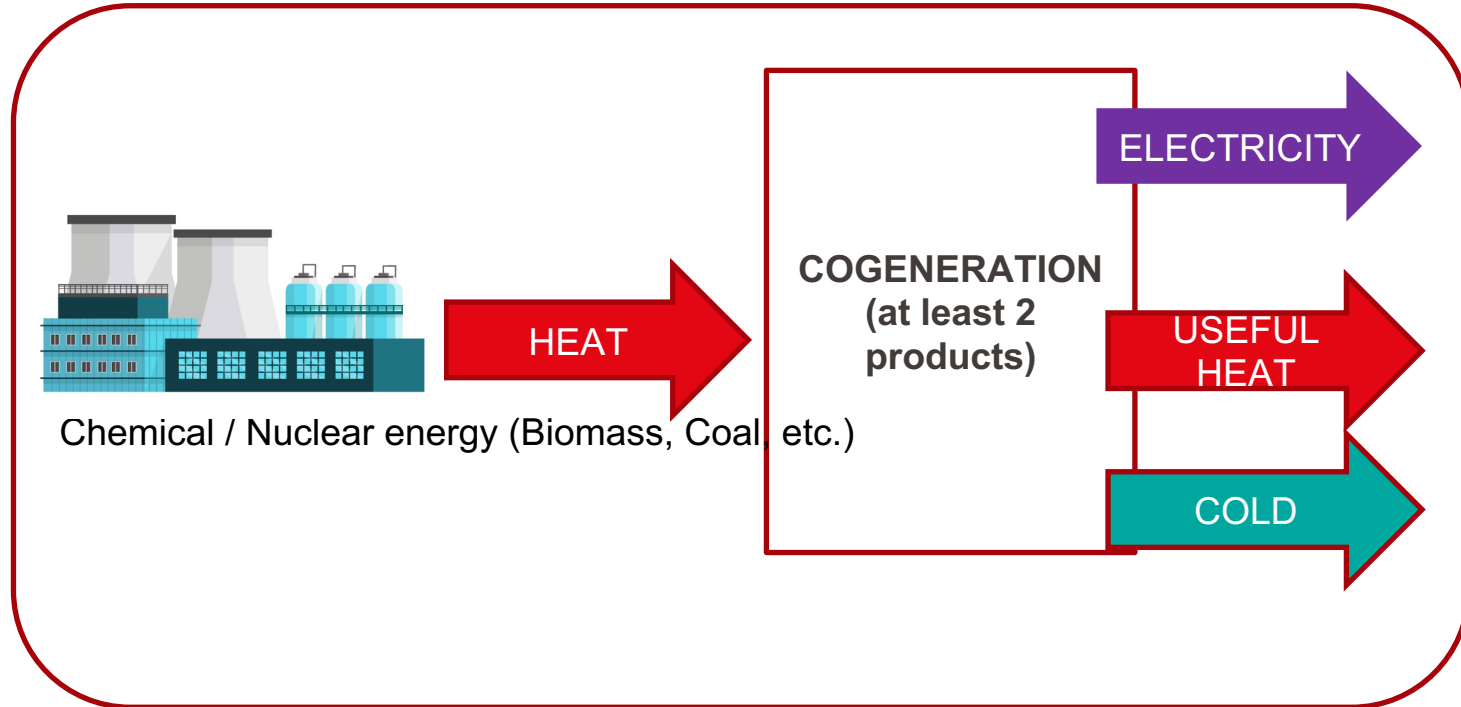 ELECTRICITY
COGENERATION
(at least 2
products)
HEAT
USEFUL
HEAT
Chemical / Nuclear energy (Biomass, Coal, etc.)
COLD